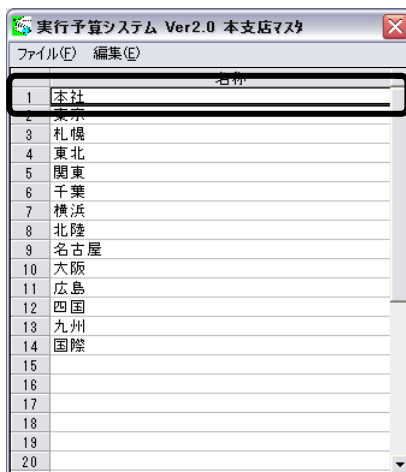 実行予算システム Ver2.0 本支店マスタ
ファイル(F) 編集(E)
名称
1 本社
2 東京
3 札幌
4 東北
5 関東
6 千葉
7 横浜
8 北陸
9 名古屋
10 大阪
11 広島
12 四国
13 九州
14 国際
15
16
17
18
19
20